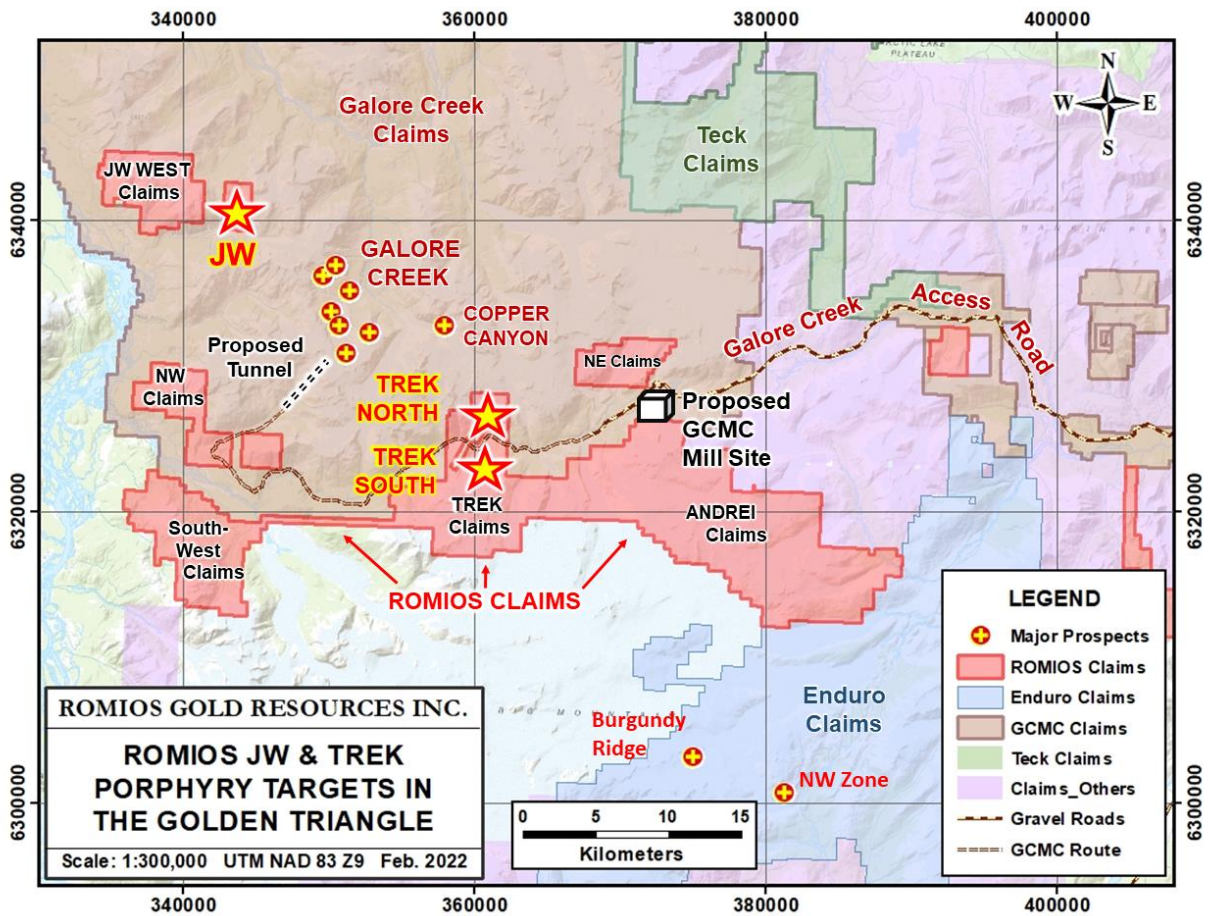 340000
360000
380000
400000
ARCTIC LAKE
PLATEAU
N
W
E
S
Galore Creek
Claims
Teck
Claims
JW WEST
Claims
6340000
6340000
JW
GALORE
CREEK
COPPER
CANYON
Galore Creek
Access
Road
Proposed
Tunnel
NE Claims
NW
Claims
TREK
NORTH
Proposed
GCMC
Mill Site
TREK
SOUTH
TREK
Claims
ANDREI
Claims
6320000
6320000
South-
West
Claims
ROMIOS CLAIMS
LEGEND
Major Prospects
ROMIOS Claims
Enduro Claims
GCMC Claims
Teck Claims
Claims_Others
Gravel Roads
GCMC Route
Enduro
Claims
Burgundy
Ridge
NW Zone
6300000
6300000
ROMIOS GOLD RESOURCES INC.
ROMIOS JW & TREK
PORPHYRY TARGETS IN
THE GOLDEN TRIANGLE
Scale: 1:300,000 UTM NAD 83 Z9 Feb. 2022
0 5 10 15
Kilometers
340000
360000
380000
400000